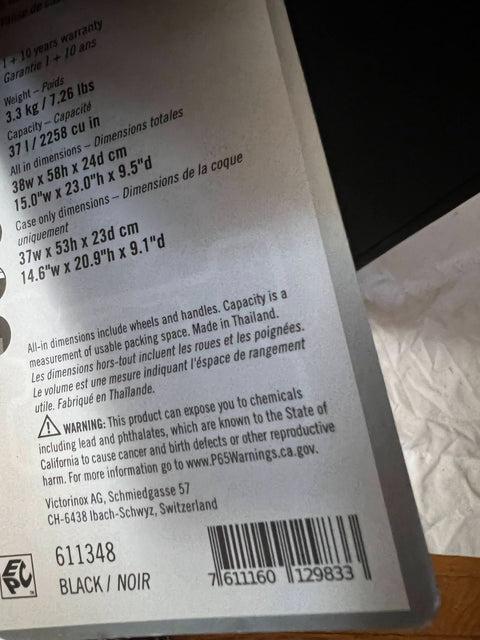 Valise de ca
1 + 10 years warranty
Garantie 1 + 10 ans
Weight – Poids
3.3 kg / 7.26 lbs
Capacity – Capacité
37 l / 2258 cu in
All in dimensions – Dimensions totales
38w x 58h x 24d cm
15.0"w x 23.0"h x 9.5"d
Case only dimensions – Dimensions de la coque
uniquement
37w x 53h x 23d cm
14.6"w x 20.9"h x 9.1"d
All-in dimensions include wheels and handles. Capacity is a
measurement of usable packing space. Made in Thailand.
Les dimensions hors-tout incluent les roues et les poignées.
Le volume est une mesure indiquant l'éspace de rangement
utile. Fabriqué en Thaïlande.
WARNING: This product can expose you to chemicals
including lead and phthalates, which are known to the State of
California to cause cancer and birth defects or other reproductive
harm. For more information go to www.P65Warnings.ca.gov.
Victorinox AG, Schmiedgasse 57
CH-6438 Ibach-Schwyz, Switzerland
EPC
611348
BLACK / NOIR
7 611160 129833